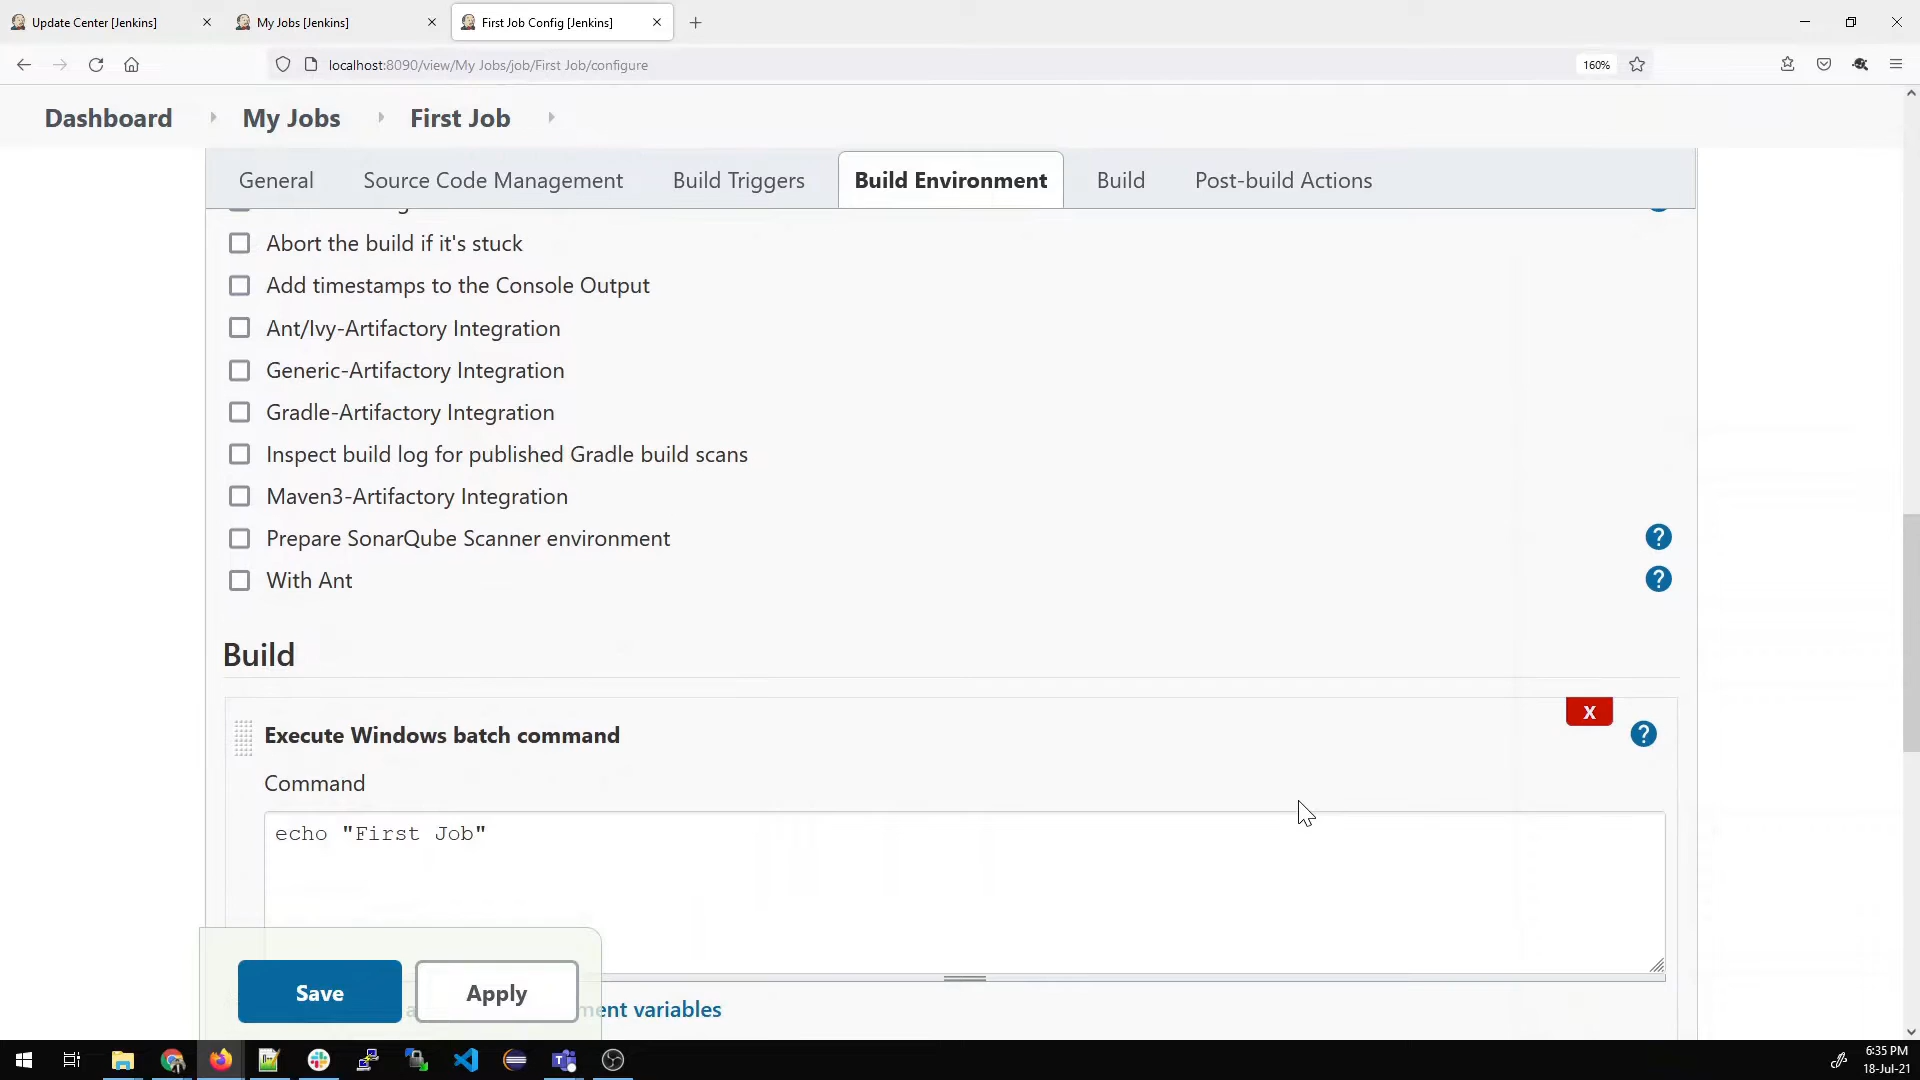 Update Center [Jenkins]
My Jobs [Jenkins]
First Job Config [Jenkins]
localhost:8090/view/My Jobs/job/First Job/configure
160%
Dashboard
My Jobs
First Job
General
Source Code Management
Build Triggers
Build Environment
Build
Post-build Actions
Abort the build if it's stuck
Add timestamps to the Console Output
Ant/Ivy-Artifactory Integration
Generic-Artifactory Integration
Gradle-Artifactory Integration
Inspect build log for published Gradle build scans
Maven3-Artifactory Integration
Prepare SonarQube Scanner environment
?
With Ant
?
Build
X
Execute Windows batch command
?
Command
echo "First Job"
Save
Apply
ment variables
6:35 PM
18-Jul-21